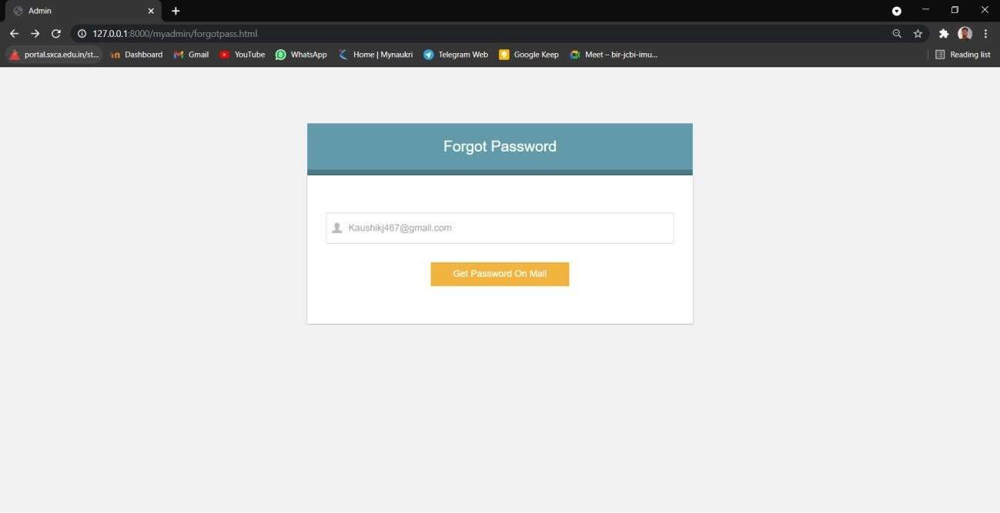 Admin
127.0.0.1:8000/myadmin/forgotpass.html
portal.sxca.edu.in/st... Dashboard Gmail YouTube WhatsApp Home | Mynaukri Telegram Web Google Keep Meet – bir-jcbi-imu... Reading list
Forgot Password
Kaushikj467@gmail.com
Get Password On Mail